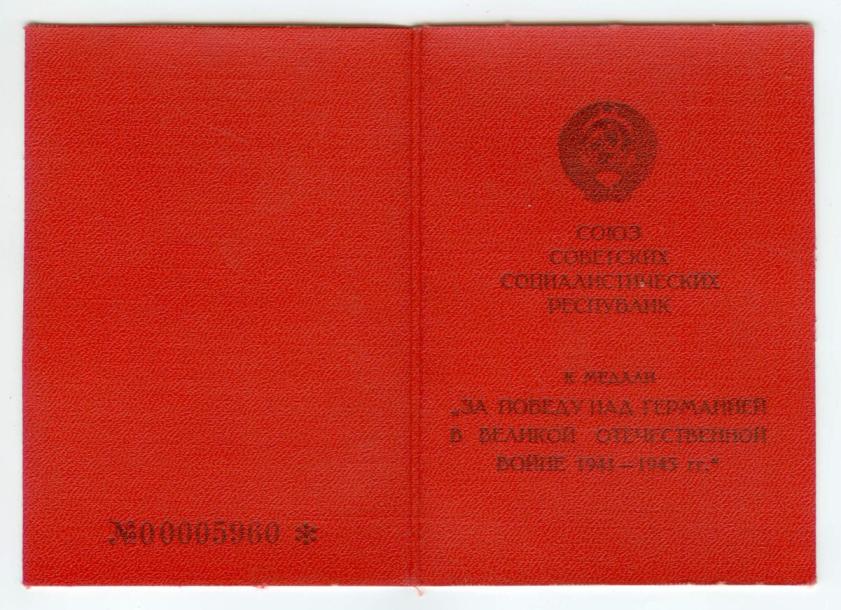 №00005960 *
СОЮЗ
СОВЕТСКИХ
СОЦИАЛИСТИЧЕСКИХ
РЕСПУБЛИК
К МЕДАЛИ
„ЗА ПОБЕДУ НАД ГЕРМАНИЕЙ
В ВЕЛИКОЙ ОТЕЧЕСТВЕННОЙ
ВОЙНЕ 1941—1945 гг.“